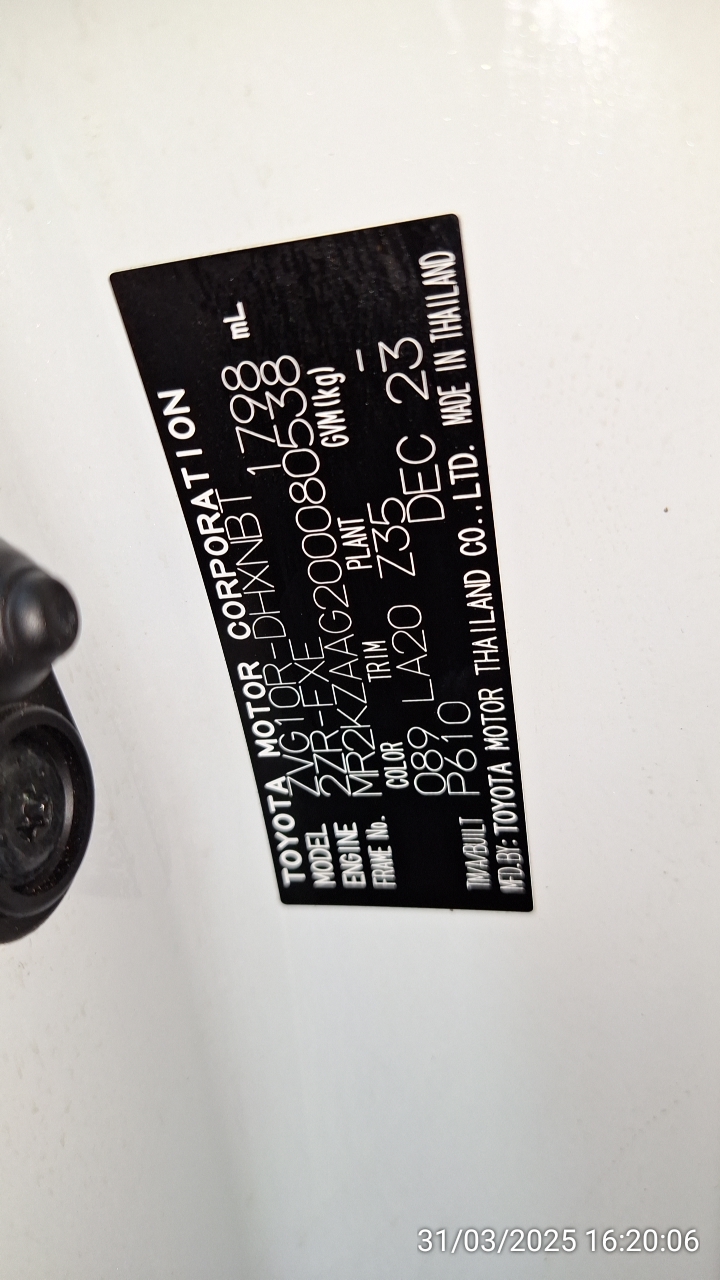 TOYOTA MOTOR CORPORATION
MODEL ZVG10R-DHXNBT 1798 mL
ENGINE 2ZR-FXE
FRAME No. MR2KZAAG200080538
COLOR TRIM PLANT GVM(kg)
089 LA20 Z35 –
P610 DEC 23
T/M/A/BUILT
MFD.BY: TOYOTA MOTOR THAILAND CO.,LTD. MADE IN THAILAND
31/03/2025 16:20:06